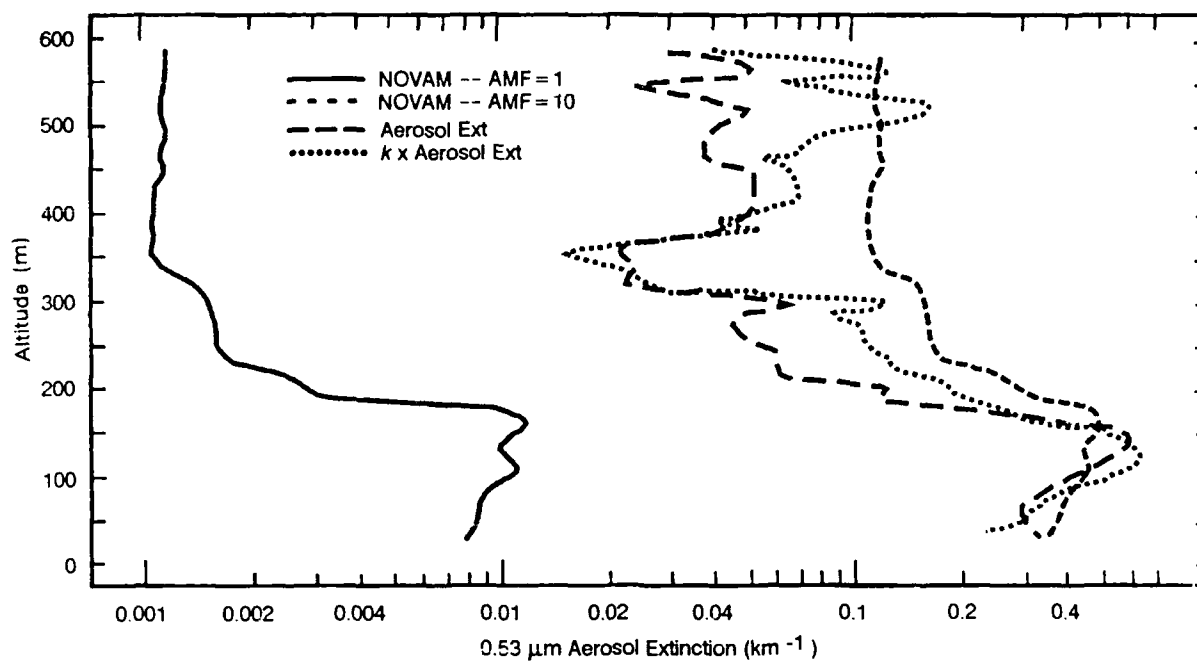 600
500
400
300
200
100
0
Altitude (m)
NOVAM -- AMF = 1
NOVAM -- AMF = 10
Aerosol Ext
k x Aerosol Ext
0.001 0.002 0.004 0.01 0.02 0.04 0.1 0.2 0.4
0.53 μm Aerosol Extinction (km -1)